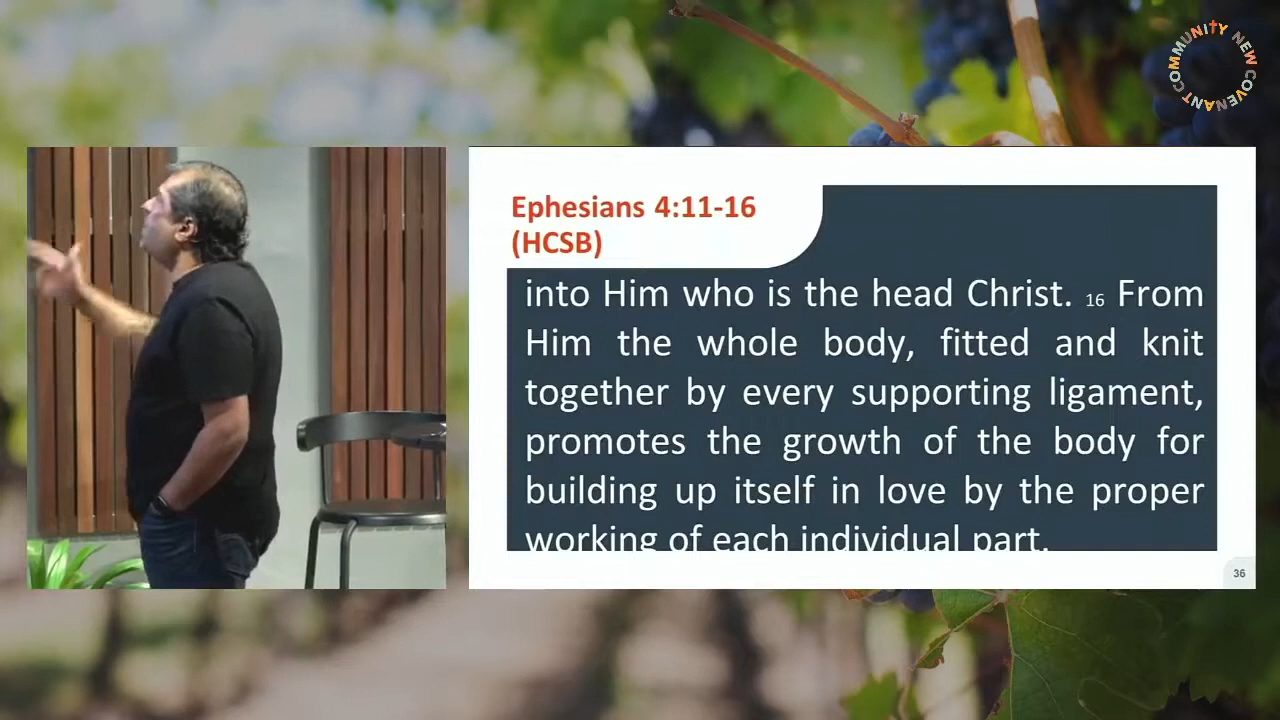 COMMUNITY NEW COVENANT
Ephesians 4:11-16
(HCSB)
into Him who is the head Christ. 16 From
Him the whole body, fitted and knit
together by every supporting ligament,
promotes the growth of the body for
building up itself in love by the proper
working of each individual part.
36